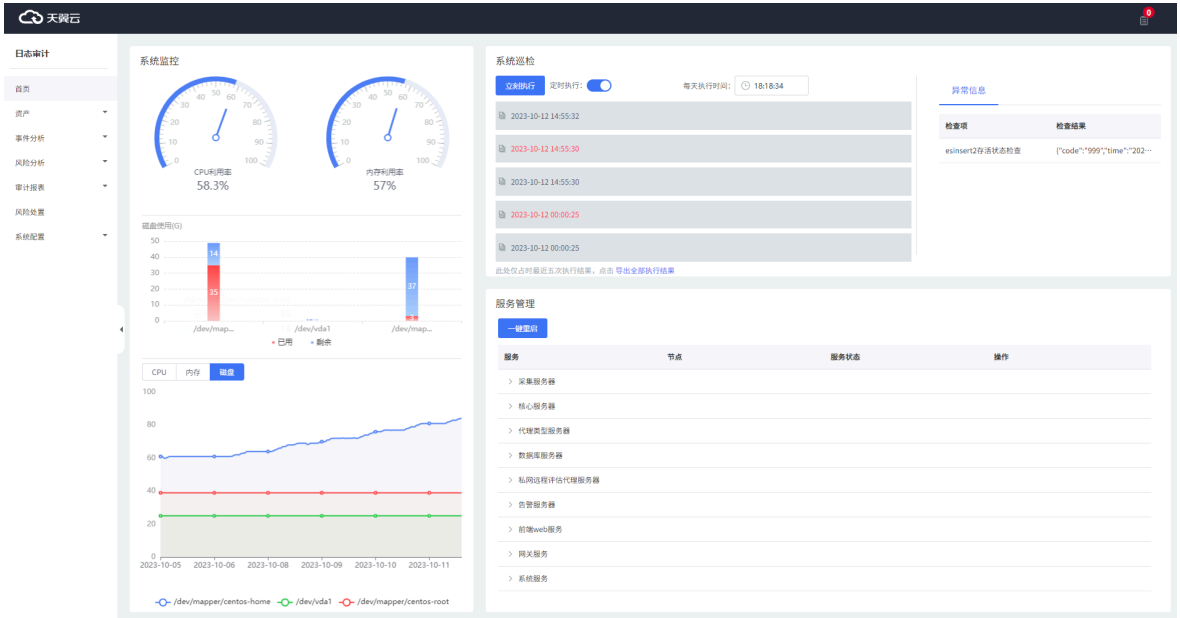 天翼云
0
日志审计
首页
资产
事件分析
风险分析
审计报表
风险处置
系统配置
系统监控
0 10 20 30 40 50 60 70 80 90 100
CPU利用率
58.3%
0 10 20 30 40 50 60 70 80 90 100
内存利用率
57%
磁盘使用(G)
50
40
30
20
10
0
14
35
37
/dev/map... /dev/vda1 /dev/map...
已用 剩余
CPU 内存 磁盘
100
80
60
40
20
0
2023-10-05 2023-10-06 2023-10-08 2023-10-09 2023-10-10 2023-10-11
/dev/mapper/centos-home /dev/vda1 /dev/mapper/centos-root
系统巡检
立刻执行 定时执行: 每天执行时间: 18:18:34
2023-10-12 14:55:32
2023-10-12 14:55:30
2023-10-12 14:55:30
2023-10-12 00:00:25
2023-10-12 00:00:25
此处仅占时最近五次执行结果，点击 导出全部执行结果
异常信息
检查项 检查结果
esinsert2存活状态检查 {"code":"999","time":"202···
服务管理
一键重启
服务 节点 服务状态 操作
采集服务器
核心服务器
代理类型服务器
数据库服务器
私网远程评估代理服务器
告警服务器
前端web服务
网关服务
系统服务